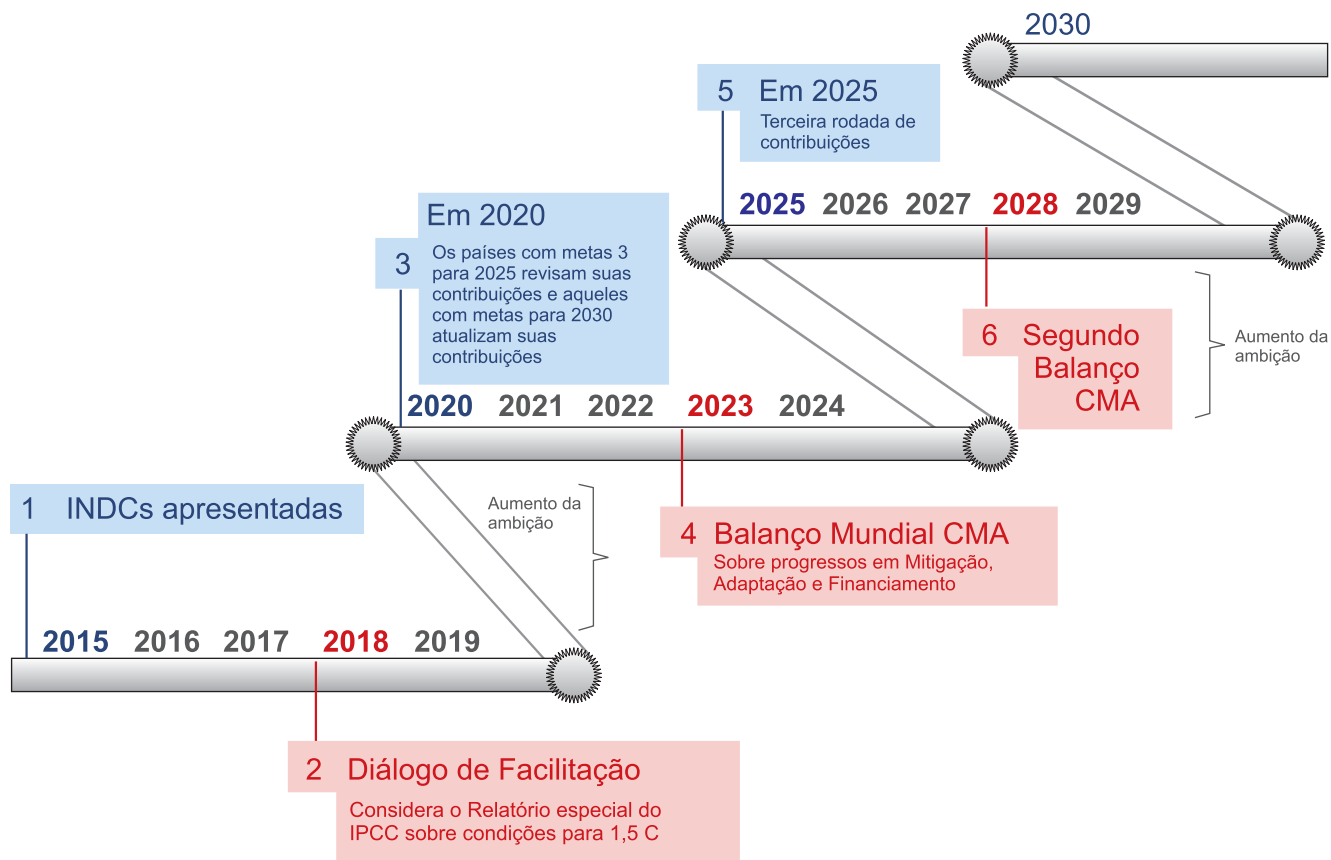 2030
5 Em 2025
Terceira rodada de
contribuições
2025 2026 2027 2028 2029
Em 2020
3
Os países com metas 3
para 2025 revisam suas
contribuições e aqueles
com metas para 2030
atualizam suas
contribuições
6 Segundo
Balanço
CMA
Aumento da
ambição
2020 2021 2022 2023 2024
1 INDCs apresentadas
Aumento da
ambição
4 Balanço Mundial CMA
Sobre progressos em Mitigação,
Adaptação e Financiamento
2015 2016 2017 2018 2019
2 Diálogo de Facilitação
Considera o Relatório especial do
IPCC sobre condições para 1,5 C